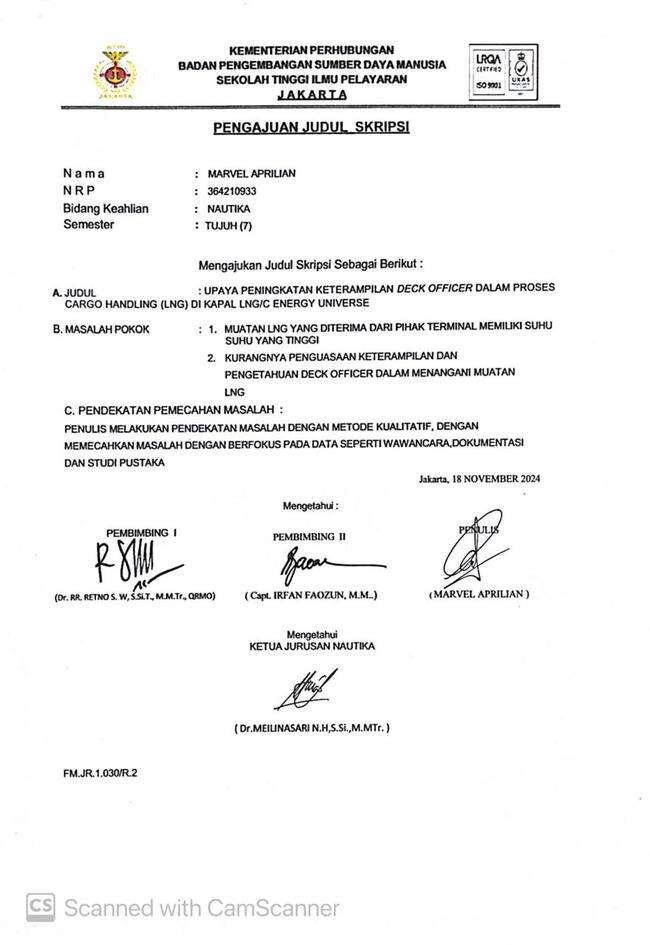 KEMENTERIAN PERHUBUNGAN
BADAN PENGEMBANGAN SUMBER DAYA MANUSIA
SEKOLAH TINGGI ILMU PELAYARAN
JAKARTA
JAKARTA
LRQA
CERTIFIED
ISO 9001
UKAS
PENGAJUAN JUDUL SKRIPSI
N a m a : MARVEL APRILIAN
N R P : 364210933
Bidang Keahlian : NAUTIKA
Semester : TUJUH (7)
Mengajukan Judul Skripsi Sebagai Berikut :
A. JUDUL : UPAYA PENINGKATAN KETERAMPILAN DECK OFFICER DALAM PROSES
CARGO HANDLING (LNG) DI KAPAL LNG/C ENERGY UNIVERSE
B. MASALAH POKOK : 1. MUATAN LNG YANG DITERIMA DARI PIHAK TERMINAL MEMILIKI SUHU
SUHU YANG TINGGI
2. KURANGNYA PENGUASAAN KETERAMPILAN DAN
PENGETAHUAN DECK OFFICER DALAM MENANGANI MUATAN
LNG
C. PENDEKATAN PEMECAHAN MASALAH :
PENULIS MELAKUKAN PENDEKATAN MASALAH DENGAN METODE KUALITATIF, DENGAN
MEMECAHKAN MASALAH DENGAN BERFOKUS PADA DATA SEPERTI WAWANCARA,DOKUMENTASI
DAN STUDI PUSTAKA
Jakarta, 18 NOVEMBER 2024
Mengetahui :
PEMBIMBING I
PEMBIMBING II
PENULIS
(Dr. RR. RETNO S. W, S.Si.T., M.M.Tr., QRMO)
( Capt. IRFAN FAOZUN, M.M.,)
( MARVEL APRILIAN )
Mengetahui
KETUA JURUSAN NAUTIKA
( Dr.MEILINASARI N.H,S.Si.,M.MTr. )
FM.JR.1.030/R.2
CS Scanned with CamScanner